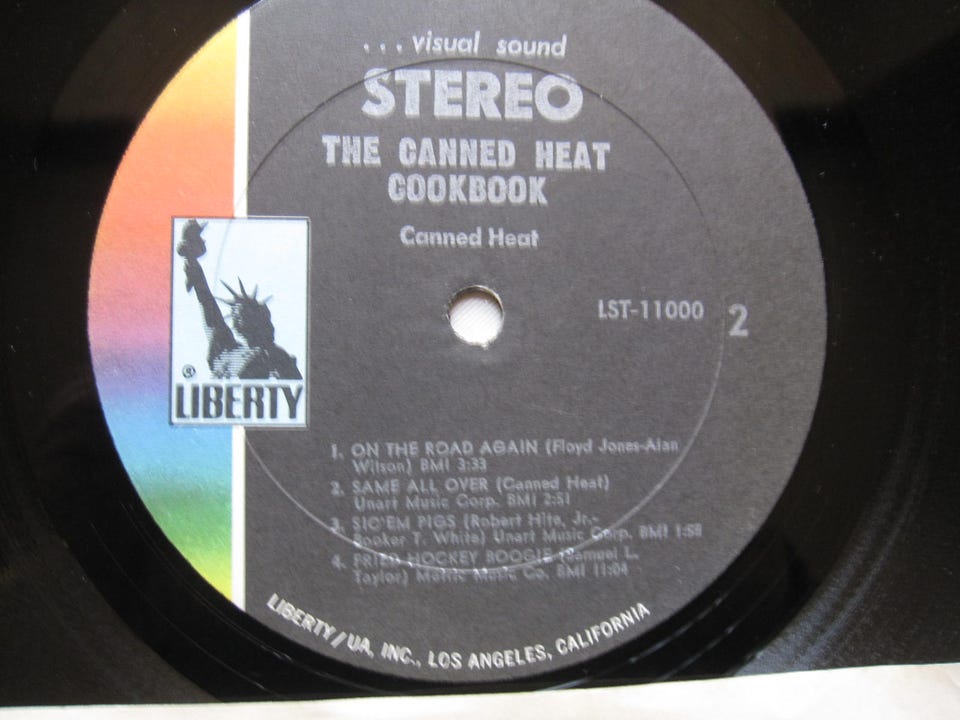 ...visual sound
STEREO
THE CANNED HEAT
COOKBOOK
Canned Heat
LST-11000 2
®
LIBERTY
1. ON THE ROAD AGAIN (Floyd Jones-Alan
Wilson) BMI 3:33
2. SAME ALL OVER (Canned Heat)
Unart Music Corp. BMI 2:51
3. SIC'EM PIGS (Robert Hite, Jr.-
Booker T. White) Unart Music Corp. BMI 1:58
4. FRIED HOCKEY BOOGIE (Samuel L.
Taylor) Metric Music Co. BMI 11:04
LIBERTY/UA, INC., LOS ANGELES, CALIFORNIA